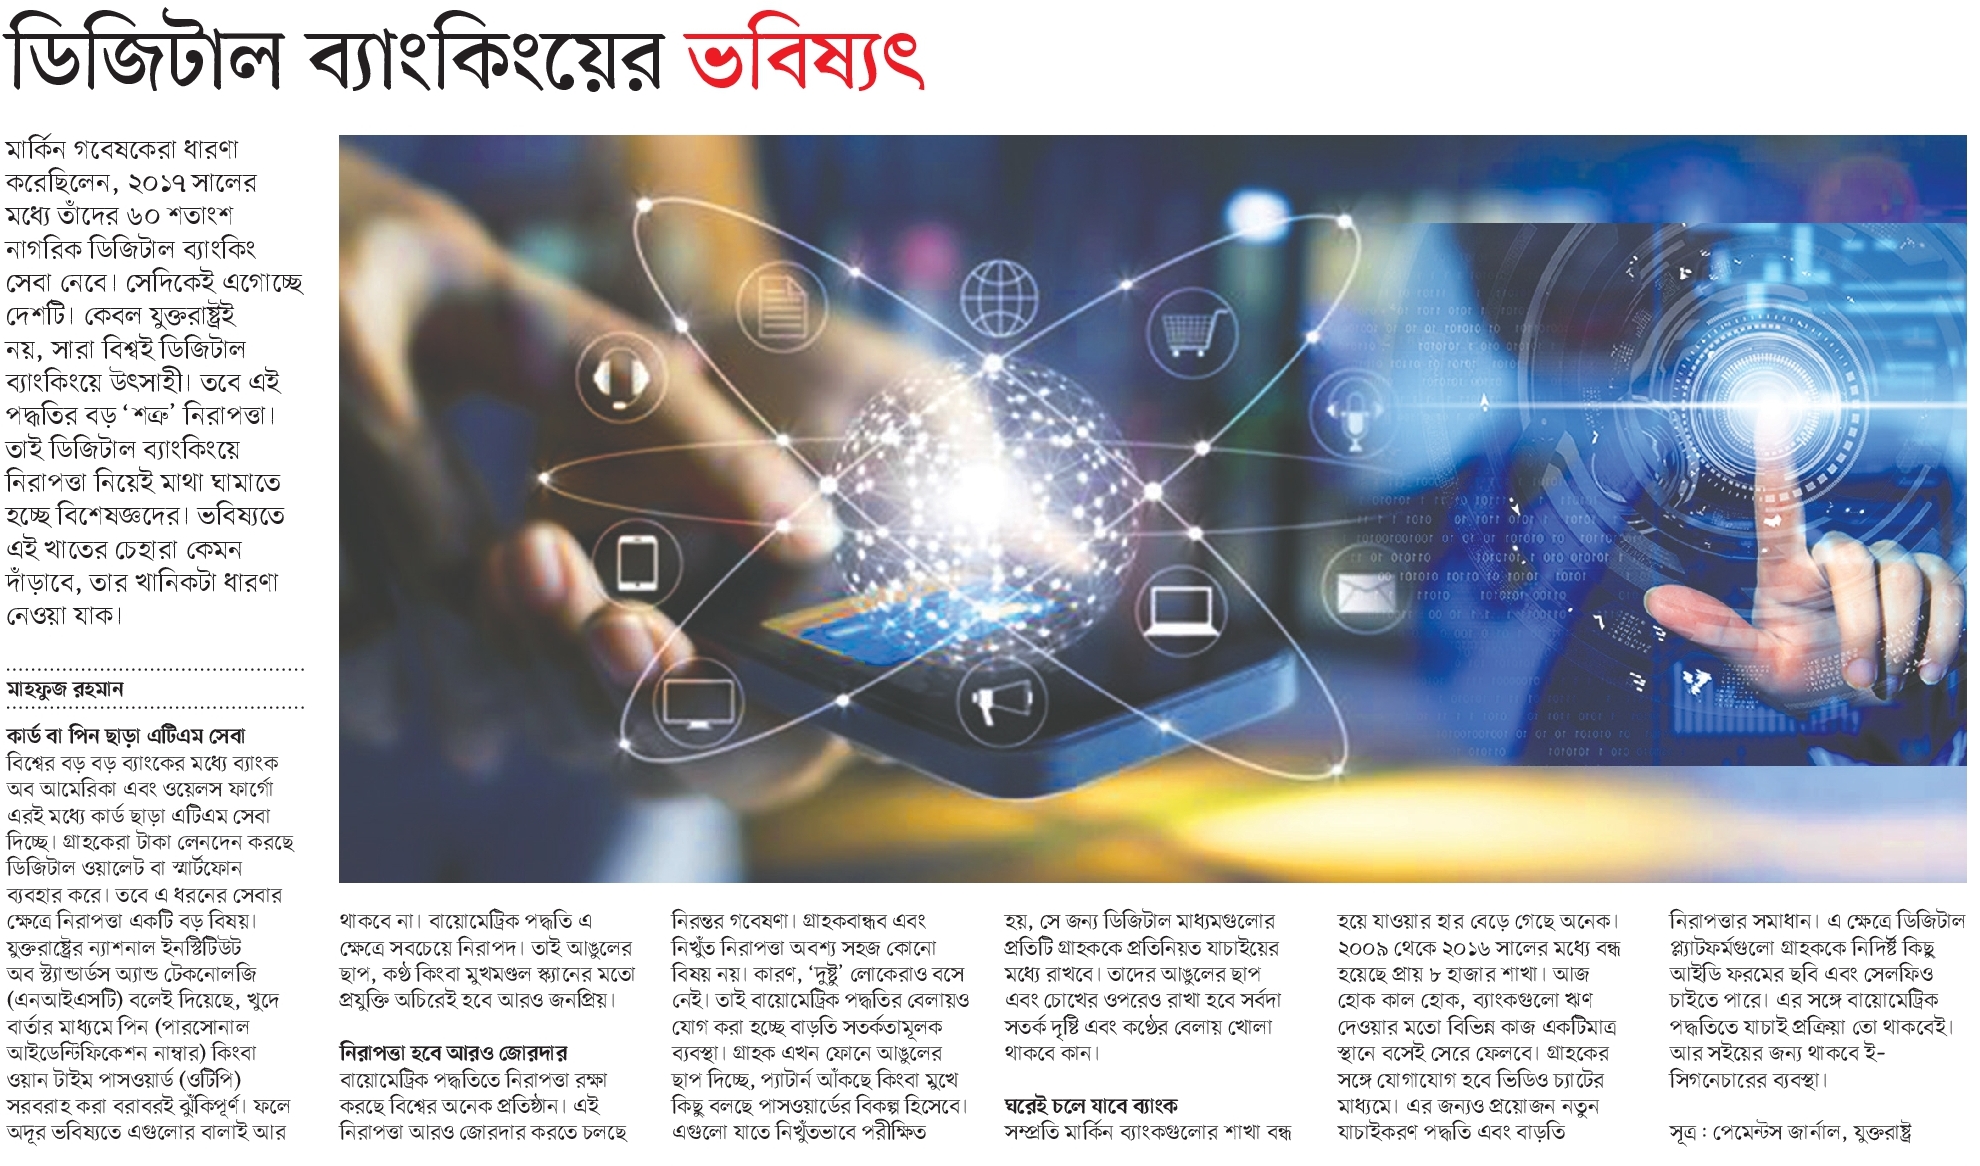 ডিজিটাল ব্যাংকিংয়ের ভবিষ্যৎ
মার্কিন গবেষকেরা ধারণা
করেছিলেন, ২০১৭ সালের
মধ্যে তাঁদের ৬০ শতাংশ
নাগরিক ডিজিটাল ব্যাংকিং
সেবা নেবে। সেদিকেই এগোচ্ছে
দেশটি। কেবল যুক্তরাষ্ট্রই
নয়, সারা বিশ্বই ডিজিটাল
ব্যাংকিংয়ে উৎসাহী। তবে এই
পদ্ধতির বড় ‘শত্রু’ নিরাপত্তা।
তাই ডিজিটাল ব্যাংকিংয়ে
নিরাপত্তা নিয়েই মাথা ঘামাতে
হচ্ছে বিশেষজ্ঞদের। ভবিষ্যতে
এই খাতের চেহারা কেমন
দাঁড়াবে, তার খানিকটা ধারণা
নেওয়া যাক।
মাহফুজ রহমান
কার্ড বা পিন ছাড়া এটিএম সেবা
বিশ্বের বড় বড় ব্যাংকের মধ্যে ব্যাংক
অব আমেরিকা এবং ওয়েলস ফার্গো
এরই মধ্যে কার্ড ছাড়া এটিএম সেবা
দিচ্ছে। গ্রাহকেরা টাকা লেনদেন করছে
ডিজিটাল ওয়ালেট বা স্মার্টফোন
ব্যবহার করে। তবে এ ধরনের সেবার
ক্ষেত্রে নিরাপত্তা একটি বড় বিষয়।
যুক্তরাষ্ট্রের ন্যাশনাল ইনস্টিটিউট
অব স্ট্যান্ডার্ডস অ্যান্ড টেকনোলজি
(এনআইএসটি) বলেই দিয়েছে, খুদে
বার্তার মাধ্যমে পিন (পারসোনাল
আইডেন্টিফিকেশন নাম্বার) কিংবা
ওয়ান টাইম পাসওয়ার্ড (ওটিপি)
সরবরাহ করা বরাবরই ঝুঁকিপূর্ণ। ফলে
অদূর ভবিষ্যতে এগুলোর বালাই আর
থাকবে না। বায়োমেট্রিক পদ্ধতি এ
ক্ষেত্রে সবচেয়ে নিরাপদ। তাই আঙুলের
ছাপ, কণ্ঠ কিংবা মুখমণ্ডল স্ক্যানের মতো
প্রযুক্তি অচিরেই হবে আরও জনপ্রিয়।
নিরাপত্তা হবে আরও জোরদার
বায়োমেট্রিক পদ্ধতিতে নিরাপত্তা রক্ষা
করছে বিশ্বের অনেক প্রতিষ্ঠান। এই
নিরাপত্তা আরও জোরদার করতে চলছে
নিরন্তর গবেষণা। গ্রাহকবান্ধব এবং
নিখুঁত নিরাপত্তা অবশ্য সহজ কোনো
বিষয় নয়। কারণ, ‘দুষ্টু’ লোকেরাও বসে
নেই। তাই বায়োমেট্রিক পদ্ধতির বেলায়ও
যোগ করা হচ্ছে বাড়তি সতর্কতামূলক
ব্যবস্থা। গ্রাহক এখন ফোনে আঙুলের
ছাপ দিচ্ছে, প্যাটার্ন আঁকছে কিংবা মুখে
কিছু বলছে পাসওয়ার্ডের বিকল্প হিসেবে।
এগুলো যাতে নিখুঁতভাবে পরীক্ষিত
হয়, সে জন্য ডিজিটাল মাধ্যমগুলোর
প্রতিটি গ্রাহককে প্রতিনিয়ত যাচাইয়ের
মধ্যে রাখবে। তাদের আঙুলের ছাপ
এবং চোখের ওপরেও রাখা হবে সর্বদা
সতর্ক দৃষ্টি এবং কণ্ঠের বেলায় খোলা
থাকবে কান।
ঘরেই চলে যাবে ব্যাংক
সম্প্রতি মার্কিন ব্যাংকগুলোর শাখা বন্ধ
হয়ে যাওয়ার হার বেড়ে গেছে অনেক।
২০০৯ থেকে ২০১৬ সালের মধ্যে বন্ধ
হয়েছে প্রায় ৮ হাজার শাখা। আজ
হোক কাল হোক, ব্যাংকগুলো ঋণ
দেওয়ার মতো বিভিন্ন কাজ একটিমাত্র
স্থানে বসেই সেরে ফেলবে। গ্রাহকের
সঙ্গে যোগাযোগ হবে ভিডিও চ্যাটের
মাধ্যমে। এর জন্যও প্রয়োজন নতুন
যাচাইকরণ পদ্ধতি এবং বাড়তি
নিরাপত্তার সমাধান। এ ক্ষেত্রে ডিজিটাল
প্ল্যাটফর্মগুলো গ্রাহককে নির্দিষ্ট কিছু
আইডি ফরমের ছবি এবং সেলফিও
চাইতে পারে। এর সঙ্গে বায়োমেট্রিক
পদ্ধতিতে যাচাই প্রক্রিয়া তো থাকবেই।
আর সইয়ের জন্য থাকবে ই-
সিগনেচারের ব্যবস্থা।
সূত্র : পেমেন্টস জার্নাল, যুক্তরাষ্ট্র